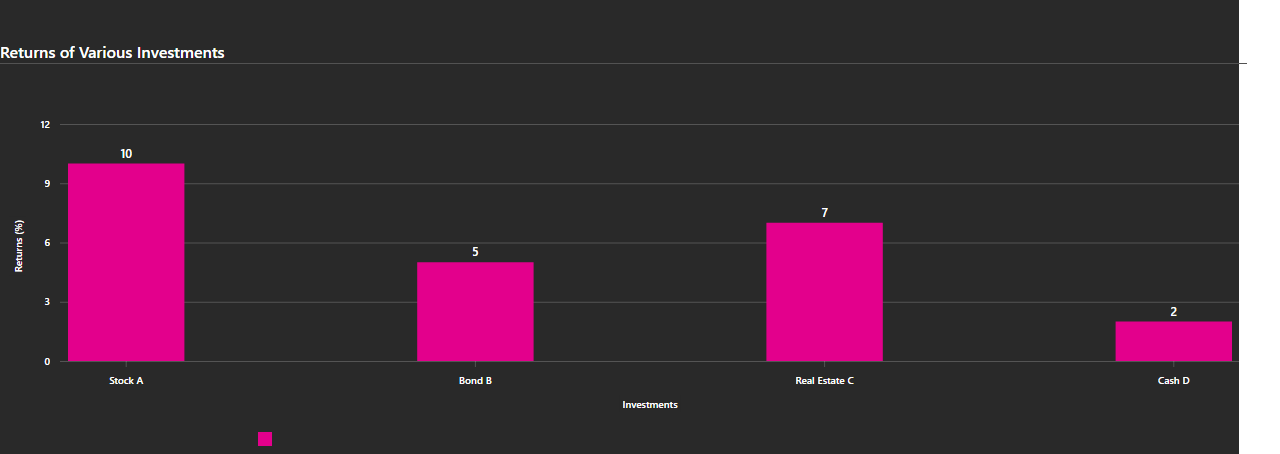 Returns of Various Investments
12
9
6
3
0
Returns (%)
10
5
7
2
Stock A
Bond B
Real Estate C
Cash D
Investments